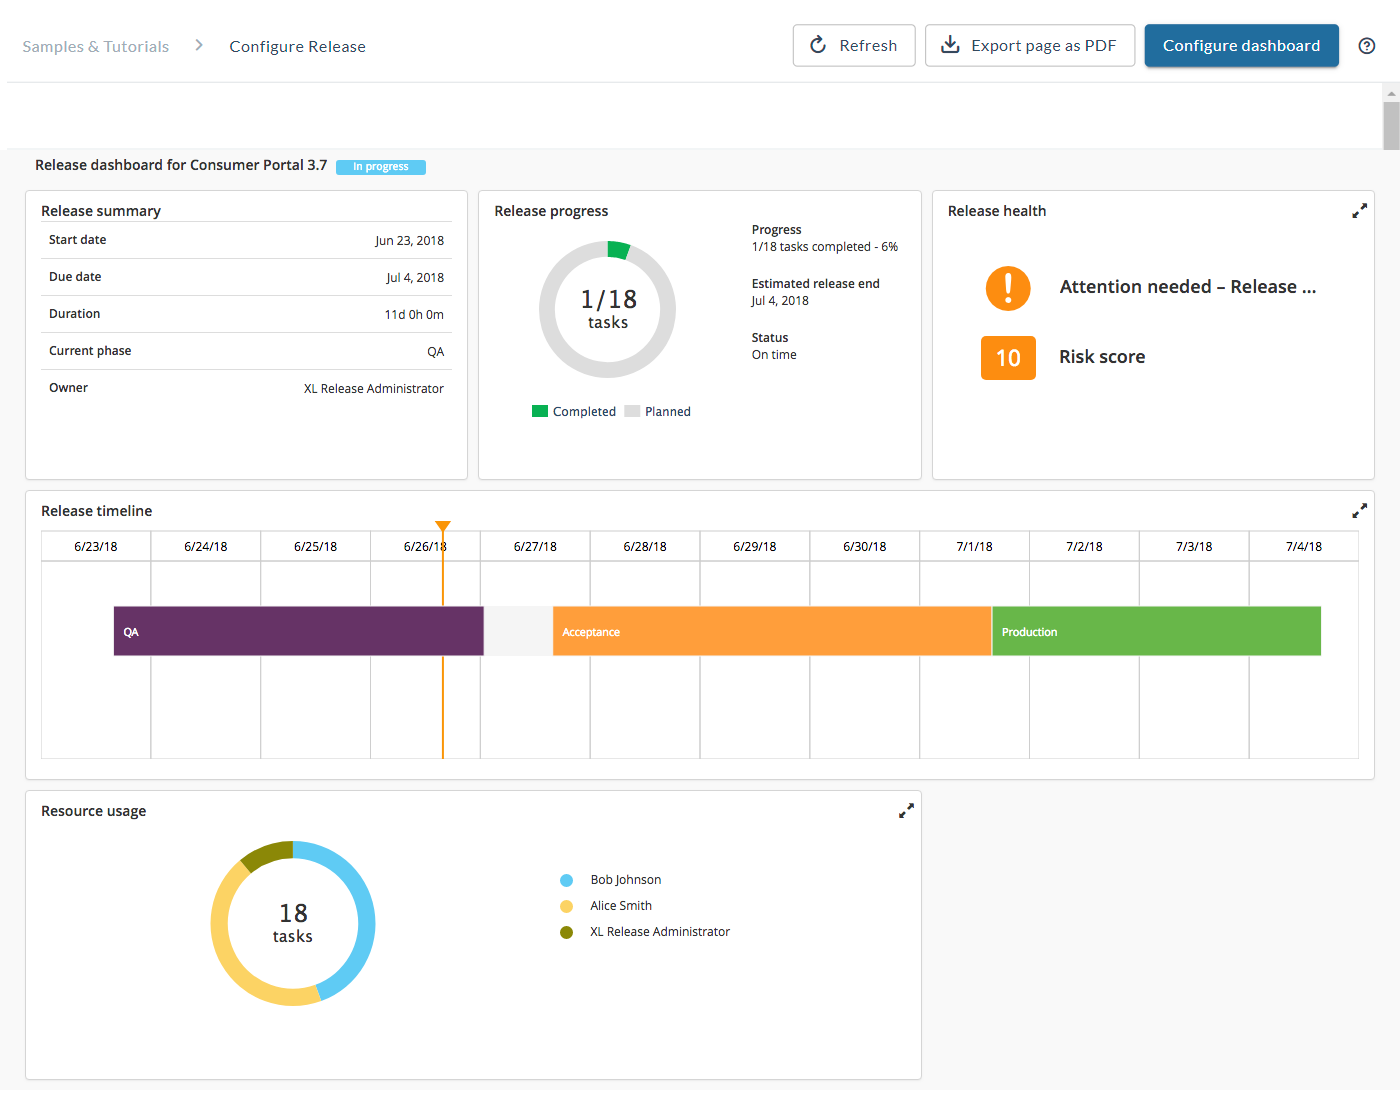 Samples & Tutorials
Configure Release
Refresh
Export page as PDF
Configure dashboard
?
Release dashboard for Consumer Portal 3.7
In progress
Release summary
Start date
Jun 23, 2018
Due date
Jul 4, 2018
Duration
11d 0h 0m
Current phase
QA
Owner
XL Release Administrator
Release progress
1/18
tasks
Completed
Planned
Progress
1/18 tasks completed - 6%
Estimated release end
Jul 4, 2018
Status
On time
Release health
!
Attention needed – Release ...
10
Risk score
Release timeline
6/23/18
6/24/18
6/25/18
6/26/18
6/27/18
6/28/18
6/29/18
6/30/18
7/1/18
7/2/18
7/3/18
7/4/18
QA
Acceptance
Production
Resource usage
18
tasks
Bob Johnson
Alice Smith
XL Release Administrator